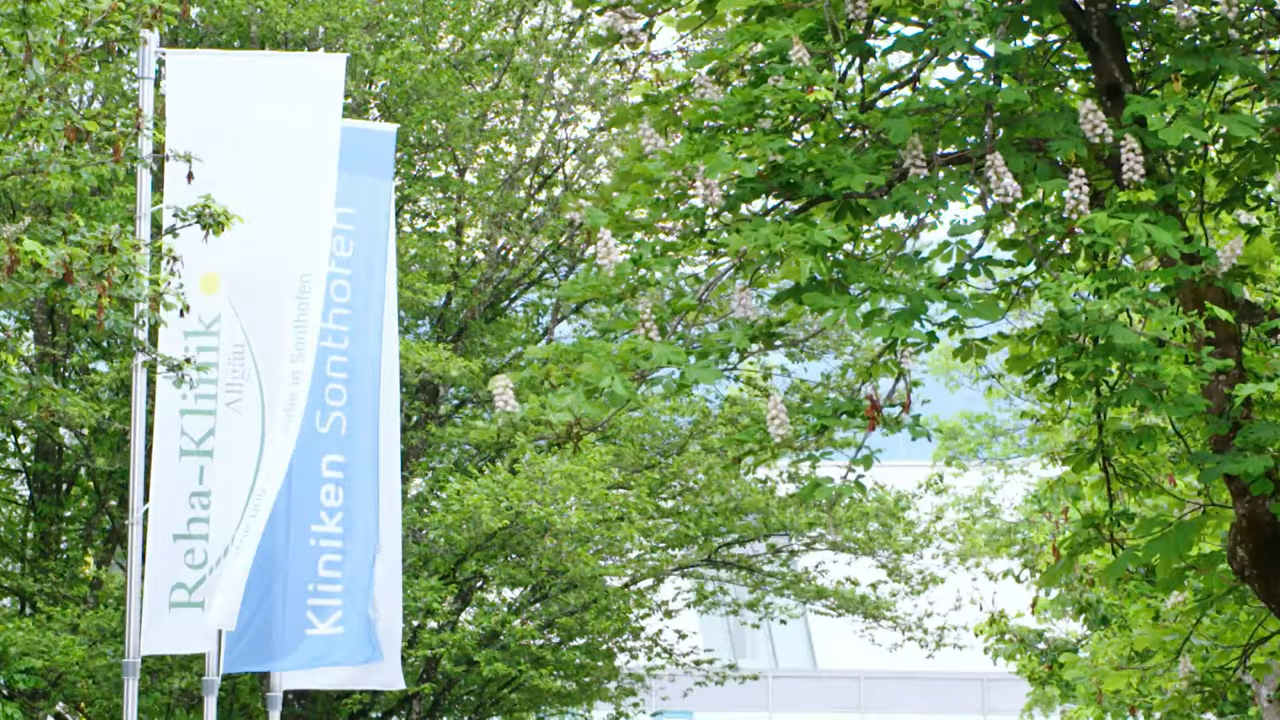 Reha-Klinik
Allgäu
in Sonthofen
Kliniken Sonthofen